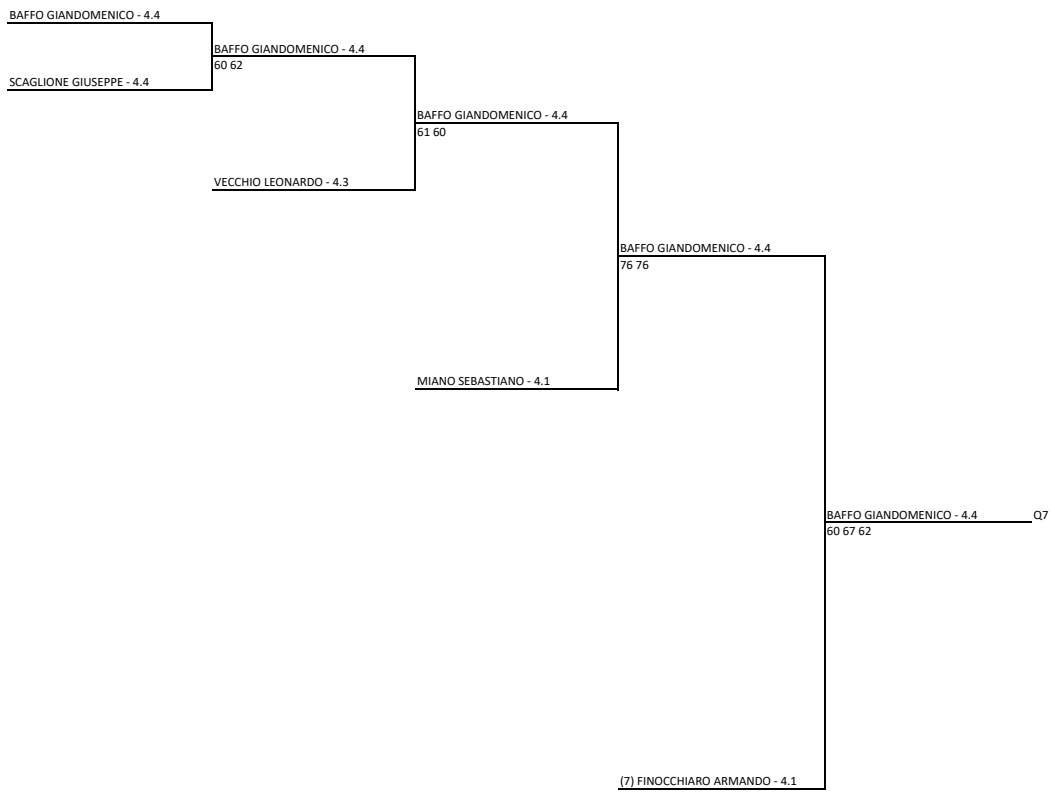 BAFFO GIANDOMENICO - 4.4
BAFFO GIANDOMENICO - 4.4
60 62
SCAGLIONE GIUSEPPE - 4.4
BAFFO GIANDOMENICO - 4.4
61 60
VECCHIO LEONARDO - 4.3
BAFFO GIANDOMENICO - 4.4
76 76
MIANO SEBASTIANO - 4.1
BAFFO GIANDOMENICO - 4.4 Q7
60 67 62
(7) FINOCCHIARO ARMANDO - 4.1